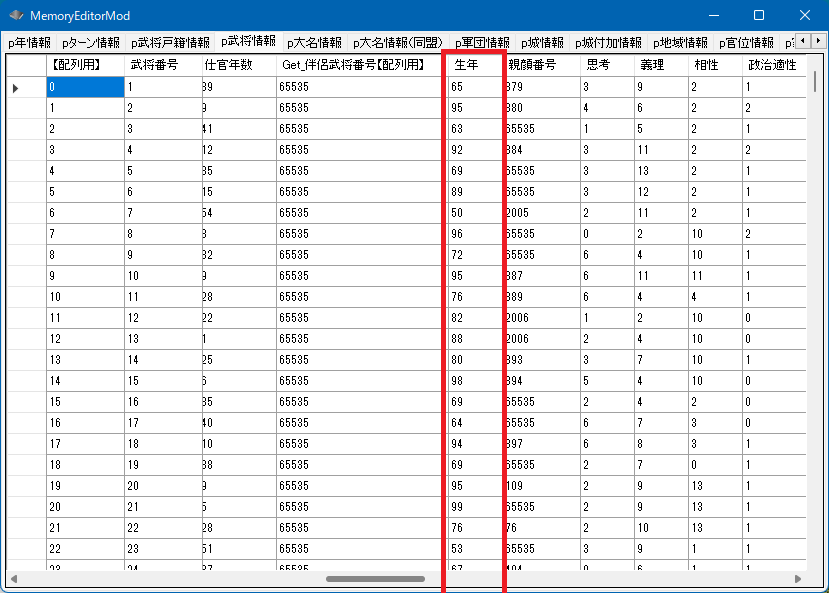 MemoryEditorMod
p年情報 pターン情報 p武将戸籍情報 p武将情報 p大名情報 p大名情報(同盟) p軍団情報 p城情報 p城付加情報 p地域情報 p官位情報
【配列用】 武将番号 仕官年数 Get_伴侶武将番号【配列用】 生年 親顔番号 思考 義理 相性 政治適性
0 1 39 65535 65 379 3 9 2 1
1 2 9 65535 95 380 4 6 2 2
2 3 41 65535 63 65535 1 5 2 1
3 4 12 65535 92 384 3 11 2 2
4 5 35 65535 69 65535 3 13 2 1
5 6 15 65535 89 65535 3 12 2 1
6 7 54 65535 50 2005 2 11 2 1
7 8 8 65535 96 65535 0 2 10 2
8 9 32 65535 72 65535 6 4 10 1
9 10 9 65535 95 387 6 11 11 1
10 11 28 65535 76 389 6 4 4 1
11 12 22 65535 82 2006 1 2 10 0
12 13 1 65535 88 2006 2 4 10 0
13 14 25 65535 80 393 3 7 10 1
14 15 6 65535 98 394 5 4 10 0
15 16 35 65535 69 65535 2 4 2 0
16 17 40 65535 64 65535 6 7 3 0
17 18 10 65535 94 397 6 8 3 1
18 19 38 65535 69 65535 2 7 0 1
19 20 9 65535 95 109 2 9 13 1
20 21 5 65535 99 65535 2 9 13 1
21 22 28 65535 76 76 2 10 13 1
22 23 51 65535 53 65535 3 9 1 1
23 24 37 65535 67 404 0 6 1 1